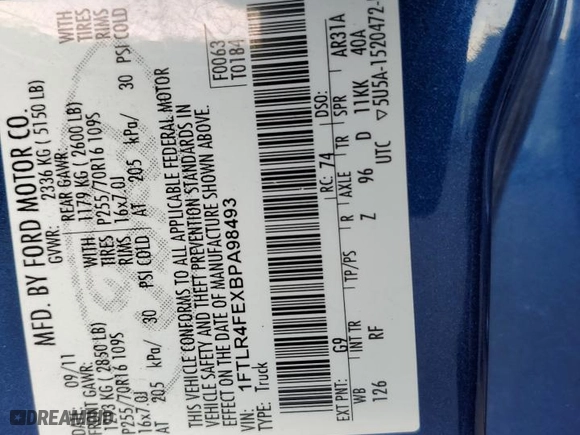 MFD. BY FORD MOTOR CO.
09/11 GVWR: 2336 KG ( 5150 LB)
GAWR: REAR GAWR: WITH
KG (2850 LB) WITH 1179 KG ( 2600 LB) TIRES
P255/70R16 109S TIRES P255/70R16 109S RIMS
16x7.0J RIMS 16x7.0J
AT 205 kPa/ 30 PSI COLD AT 205 kPa/ 30 PSI COLD
THIS VEHICLE CONFORMS TO ALL APPLICABLE FEDERAL MOTOR
VEHICLE SAFETY AND THEFT PREVENTION STANDARDS IN
EFFECT ON THE DATE OF MANUFACTURE SHOWN ABOVE.
F0063
T0184
VIN: 1FTLR4FEXBPA98493
TYPE: Truck
EXT PNT: G9 RC: 74 DSO:
WB INT TR TP/PS R AXLE TR SPR AR31A
126 RF Z 96 D 11KK 40A
UTC ▽5U5A-1520472-
AutoBidMaster
DREAMBID